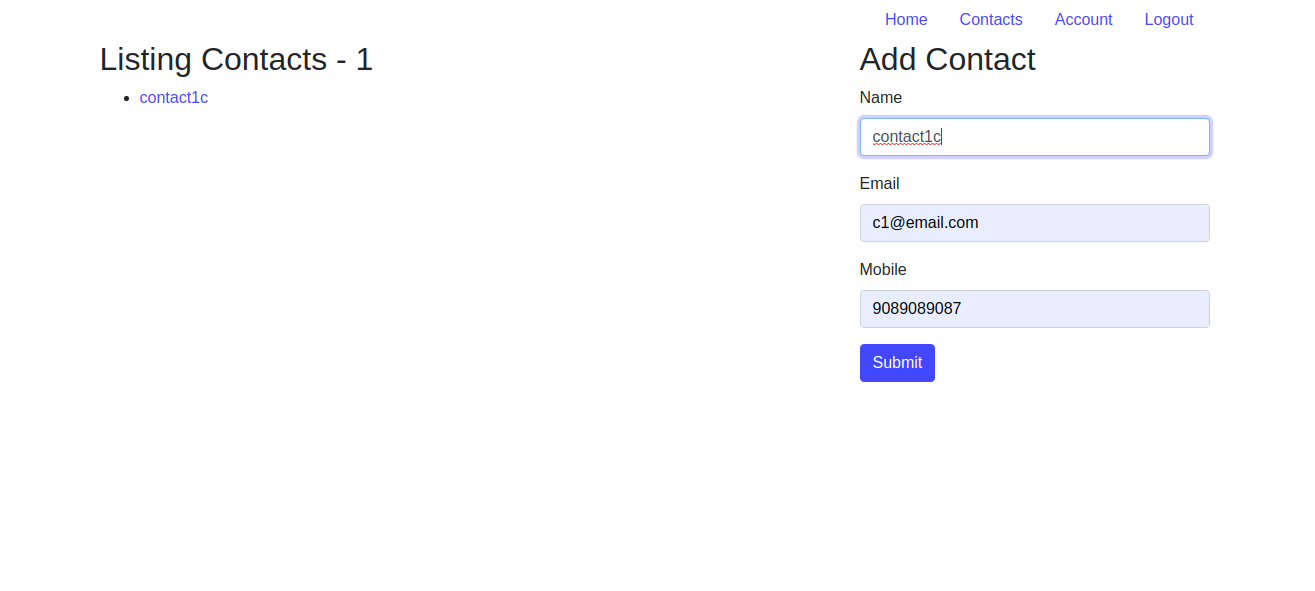 Home Contacts Account Logout
Listing Contacts - 1
contact1c
Add Contact
Name
contact1c
Email
c1@email.com
Mobile
9089089087
Submit